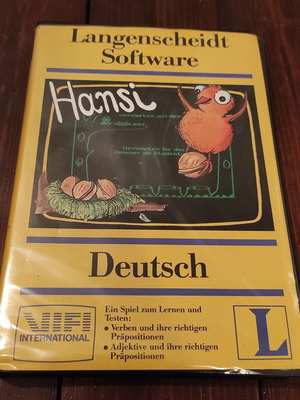 Langenscheidt
Software
Hansi
Deutsch
VIFI
INTERNATIONAL
Ein Spiel zum Lernen und
Testen:
• Verben und ihre richtigen
Präpositionen
• Adjektive und ihre richtigen
Präpositionen
L